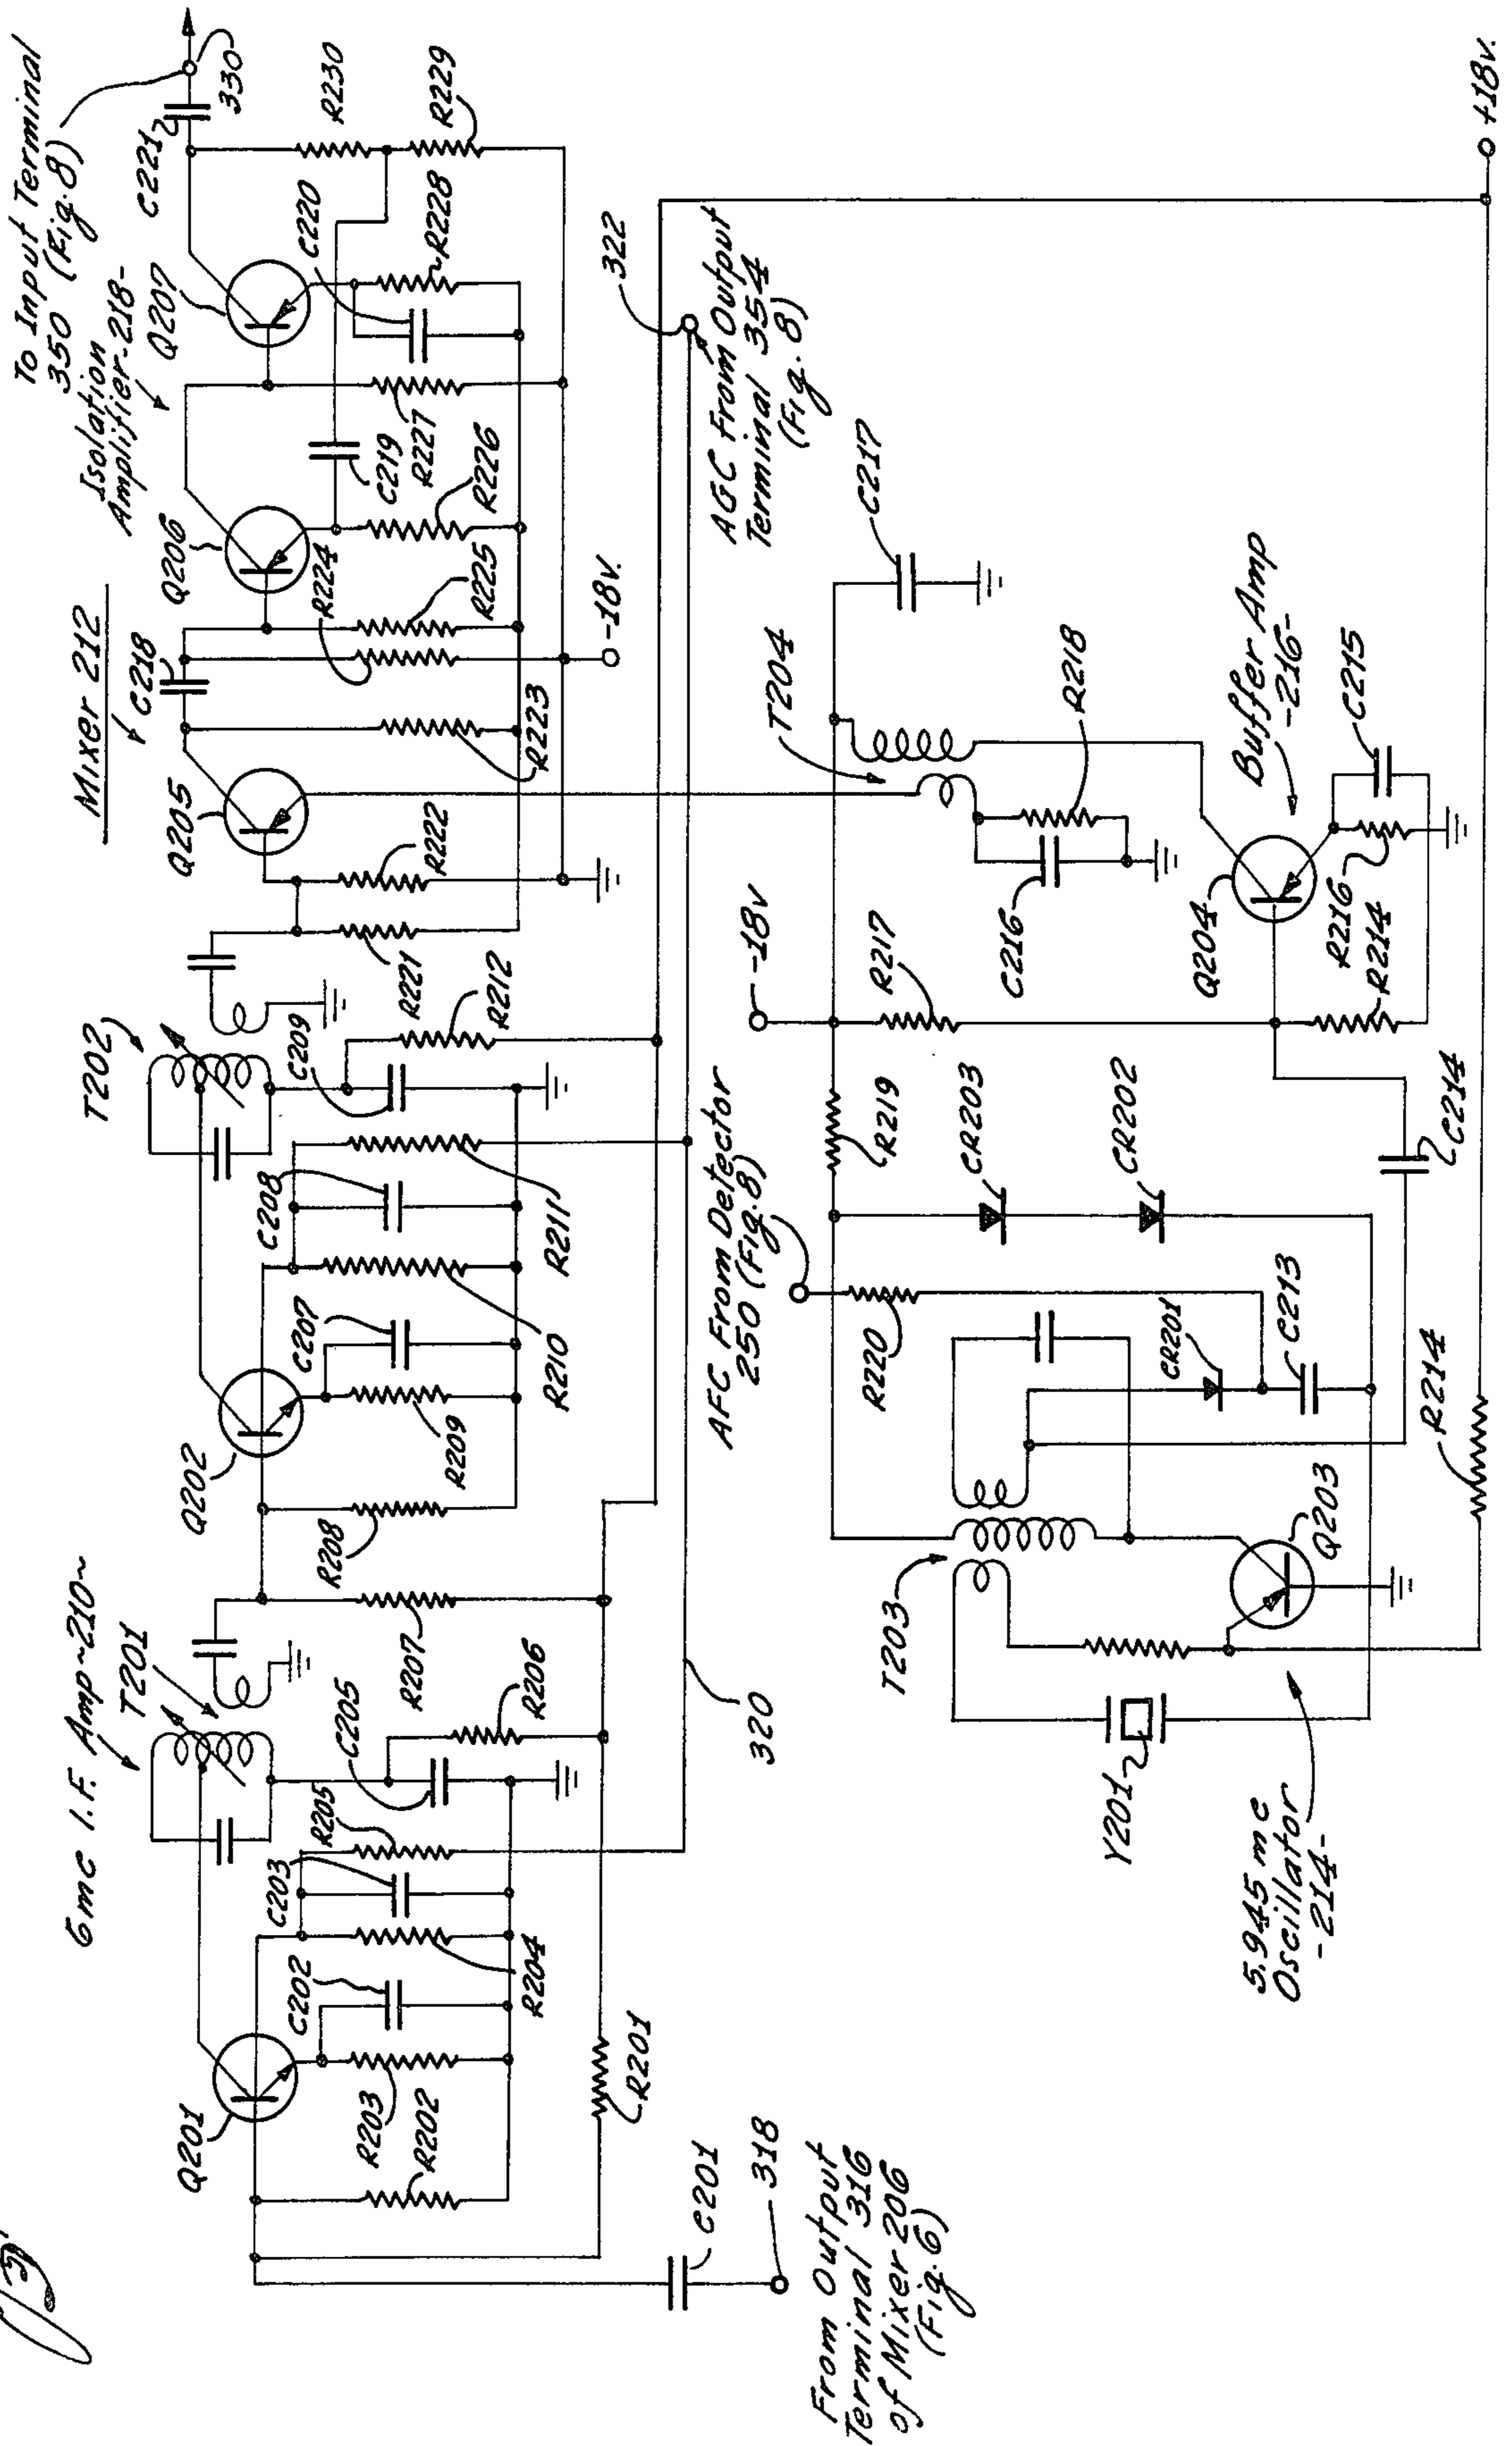 6mc I.F. Amp~210~
T201
T202
Mixer 212
Isolation
Amplifier-218-
To Input Terminal
350 (Fig. 8)
330
Q201
C202
C203
R205
C205
R206
R203
R202
R204
R201
C201
318
From Output
Terminal 316
of Mixer 206
(Fig. 6)
320
Q202
C207
C208
C209
R212
R207
R208
R209
R210
R211
Q205
C218
R221
R222
R223
R224
R225
Q206
C219
R226
R227
Q207
C220
R228
C221
R230
R229
-18v.
322
AGC From Output
Terminal 354
(Fig. 8)
AFC From Detector
250 (Fig. 8)
-18v
T203
Y201
5.945 mc
Oscillator
-214-
Q203
R220
CR201
C213
R219
CR203
CR202
R217
C214
R214
T204
C217
R218
C216
Q204
R216
R214
Buffer Amp
-216-
C215
+18v.